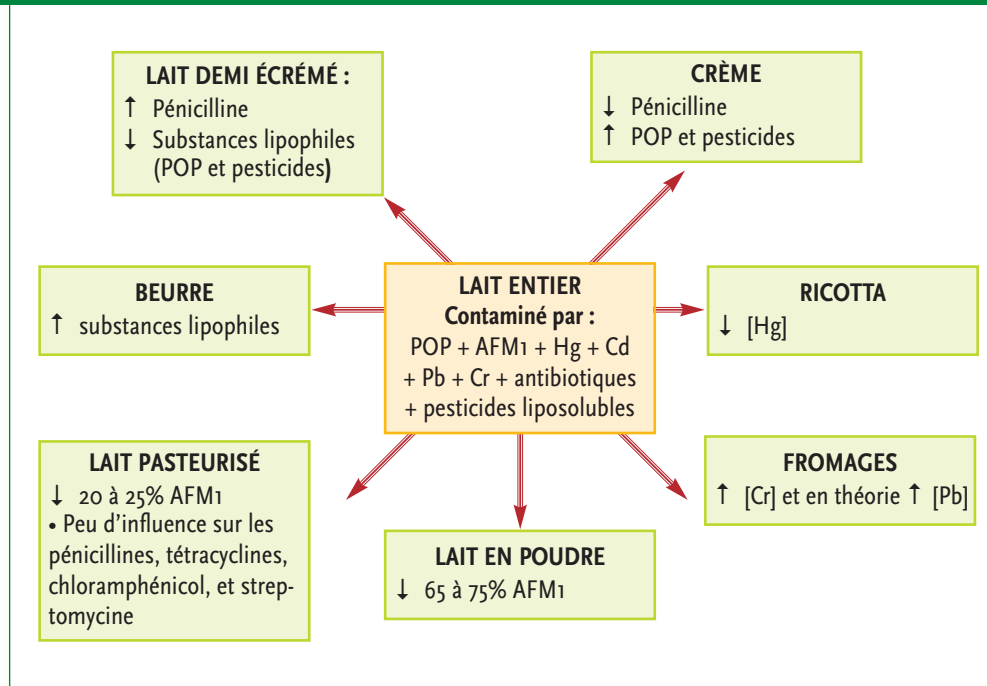 LAIT DEMI ÉCRÉMÉ :
↑ Pénicilline
↓ Substances lipophiles
(POP et pesticides)
CRÈME
↓ Pénicilline
↑ POP et pesticides
BEURRE
↑ substances lipophiles
LAIT ENTIER
Contaminé par :
POP + AFM1 + Hg + Cd
+ Pb + Cr + antibiotiques
+ pesticides liposolubles
RICOTTA
↓ [Hg]
LAIT PASTEURISÉ
↓ 20 à 25% AFM1
• Peu d'influence sur les
pénicillines, tétracyclines,
chloramphénicol, et strep-
tomycine
LAIT EN POUDRE
↓ 65 à 75% AFM1
FROMAGES
↑ [Cr] et en théorie ↑ [Pb]